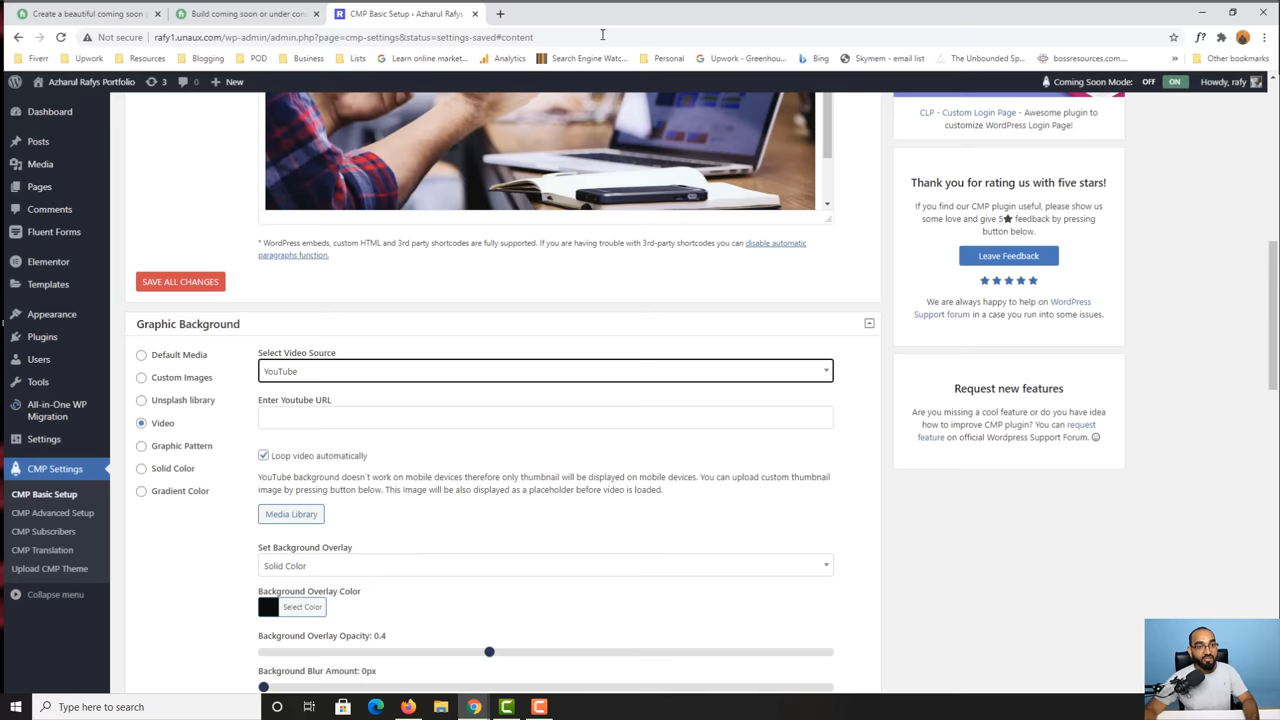 Create a beautiful coming soon
Build coming soon or under con
CMP Basic Setup ‹ Azharul Rafys
Not secure
rafy1.unaux.com/wp-admin/admin.php?page=cmp-settings&status=settings-saved#content
Fiverr
Upwork
Resources
Blogging
POD
Business
Lists
Learn online market...
Analytics
Search Engine Watc...
Personal
Upwork - Greenhou...
Bing
Skymem - email list
The Unbounded Sp...
bossresources.com...
Other bookmarks
Azharul Rafys Portfolio
3
0
New
Coming Soon Mode:
OFF
ON
Howdy, rafy
Dashboard
Posts
Media
Pages
Comments
Fluent Forms
Elementor
Templates
Appearance
Plugins
Users
Tools
All-in-One WP
Migration
Settings
CMP Settings
CMP Basic Setup
CMP Advanced Setup
CMP Subscribers
CMP Translation
Upload CMP Theme
Collapse menu
* WordPress embeds, custom HTML and 3rd party shortcodes are fully supported. If you are having trouble with 3rd-party shortcodes you can disable automatic
paragraphs function.
SAVE ALL CHANGES
Graphic Background
Default Media
Custom Images
Unsplash library
Video
Graphic Pattern
Solid Color
Gradient Color
Select Video Source
YouTube
Enter Youtube URL
Loop video automatically
YouTube background doesn`t work on mobile devices therefore only thumbnail will be displayed on mobile devices. You can upload custom thumbnail
image by pressing button below. This Image will be also displayed as a placeholder before video is loaded.
Media Library
Set Background Overlay
Solid Color
Background Overlay Color
Select Color
Background Overlay Opacity: 0.4
Background Blur Amount: 0px
CLP - Custom Login Page - Awesome plugin to
customize WordPress Login Page!
Thank you for rating us with five stars!
If you find our CMP plugin useful, please show us
some love and give 5★ feedback by pressing
button below.
Leave Feedback
We are always happy to help on WordPress
Support forum in a case you run into some issues.
Request new features
Are you missing a cool feature or do you have idea
how to improve CMP plugin? You can request
feature on official Wordpress Support Forum.
Type here to search